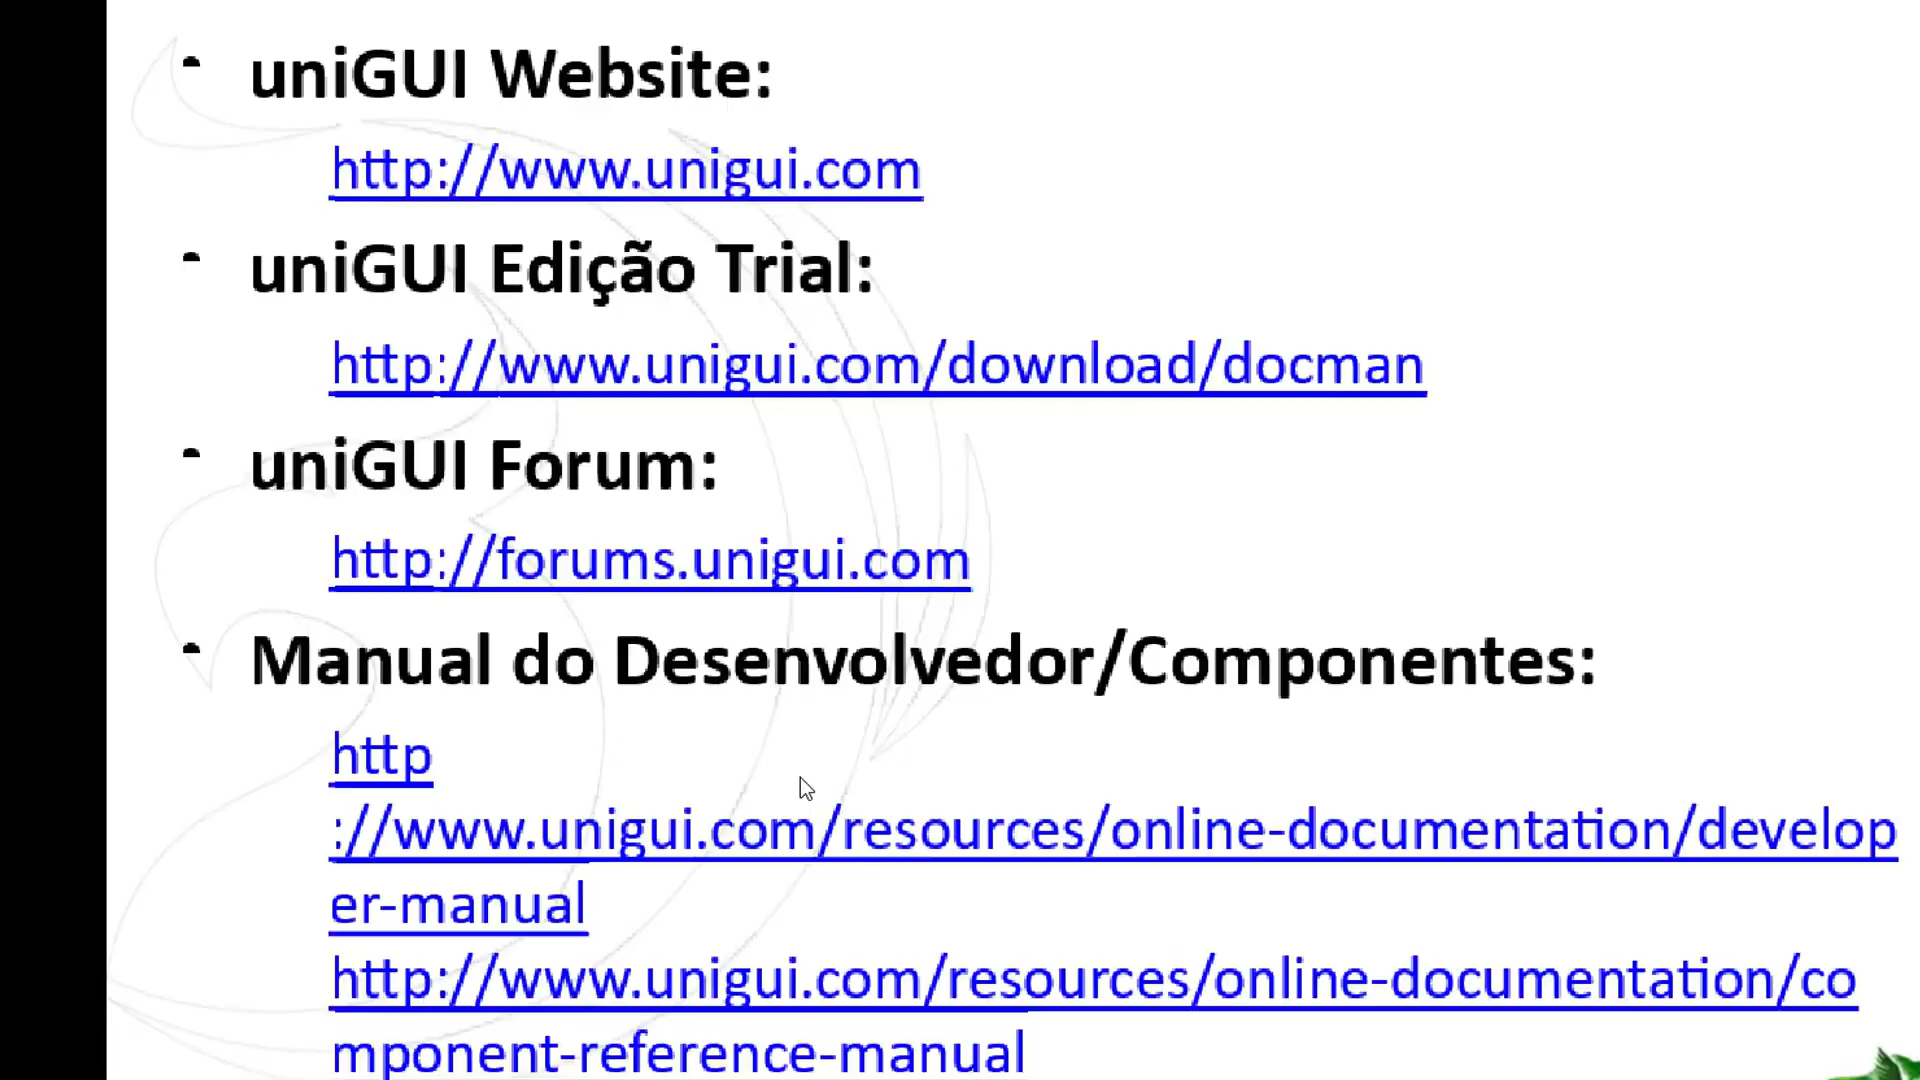 uniGUI Website:
http://www.unigui.com
uniGUI Edição Trial:
http://www.unigui.com/download/docman
uniGUI Forum:
http://forums.unigui.com
Manual do Desenvolvedor/Componentes:
http
://www.unigui.com/resources/online-documentation/develop
er-manual
http://www.unigui.com/resources/online-documentation/co
mponent-reference-manual